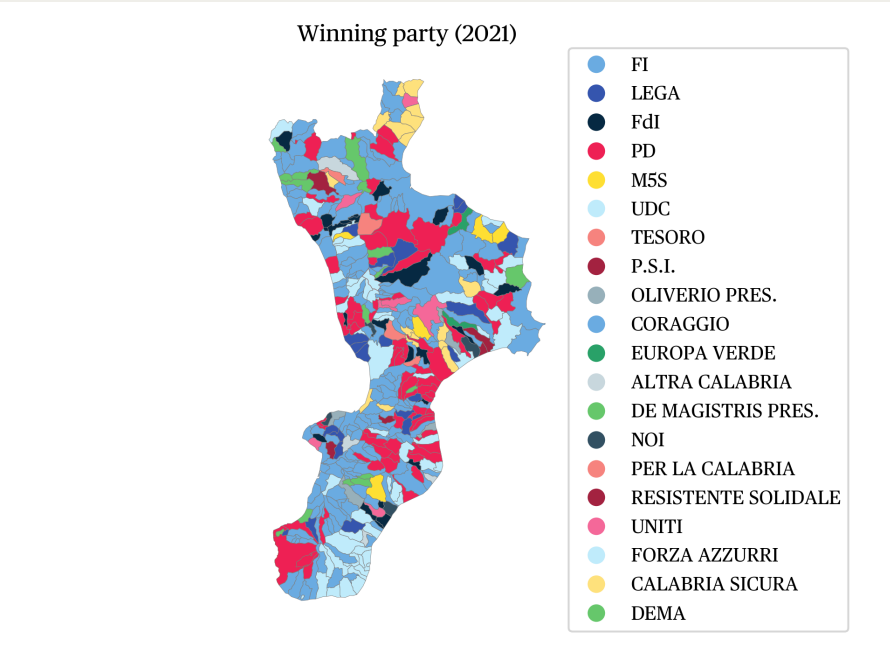 Winning party (2021)
FI
LEGA
FdI
PD
M5S
UDC
TESORO
P.S.I.
OLIVERIO PRES.
CORAGGIO
EUROPA VERDE
ALTRA CALABRIA
DE MAGISTRIS PRES.
NOI
PER LA CALABRIA
RESISTENTE SOLIDALE
UNITI
FORZA AZZURRI
CALABRIA SICURA
DEMA